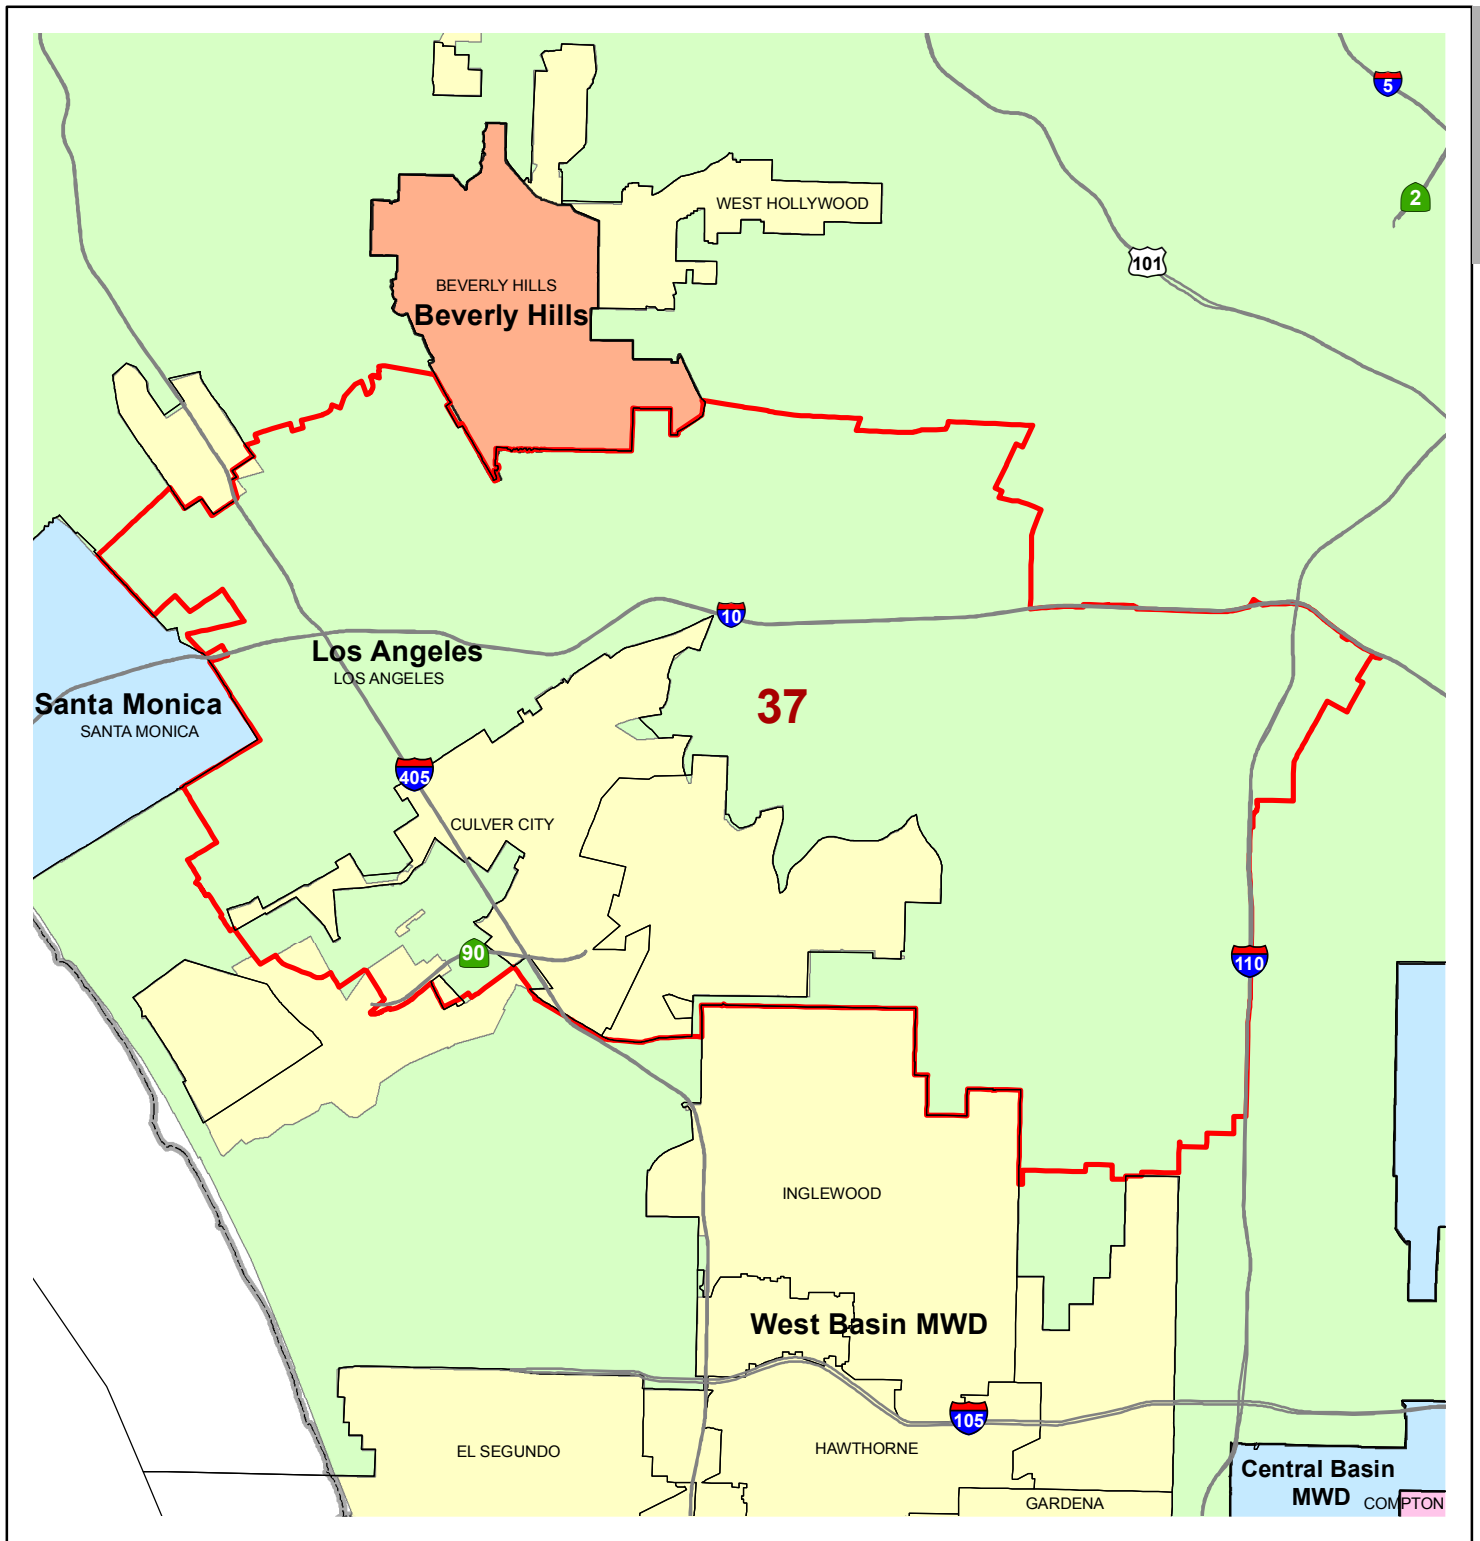 5
2
WEST HOLLYWOOD
101
BEVERLY HILLS
Beverly Hills
10
Los Angeles
LOS ANGELES
Santa Monica
SANTA MONICA
37
405
CULVER CITY
90
110
INGLEWOOD
West Basin MWD
105
EL SEGUNDO
HAWTHORNE
Central Basin
MWD
COMPTON
GARDENA